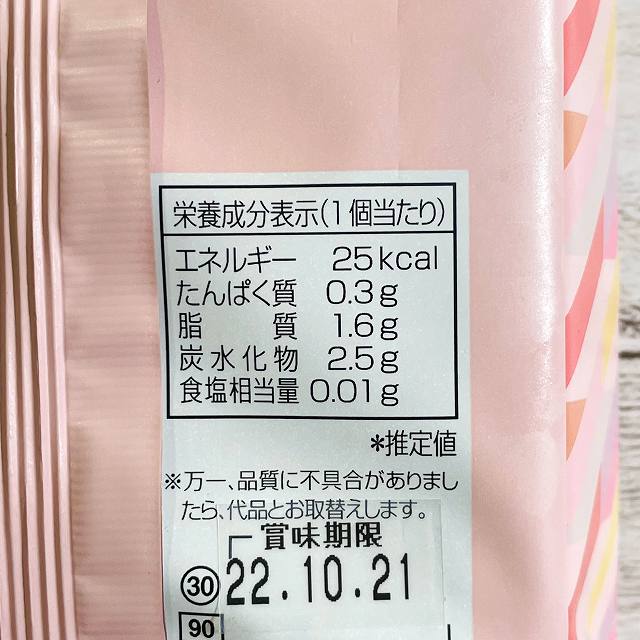 栄養成分表示(1個当たり)
エネルギー 25kcal
たんぱく質 0.3g
脂質 1.6g
炭水化物 2.5g
食塩相当量 0.01g
*推定値
※万一、品質に不具合がありまし
たら、代品とお取替えします。
賞味期限
30 22.10.21
90